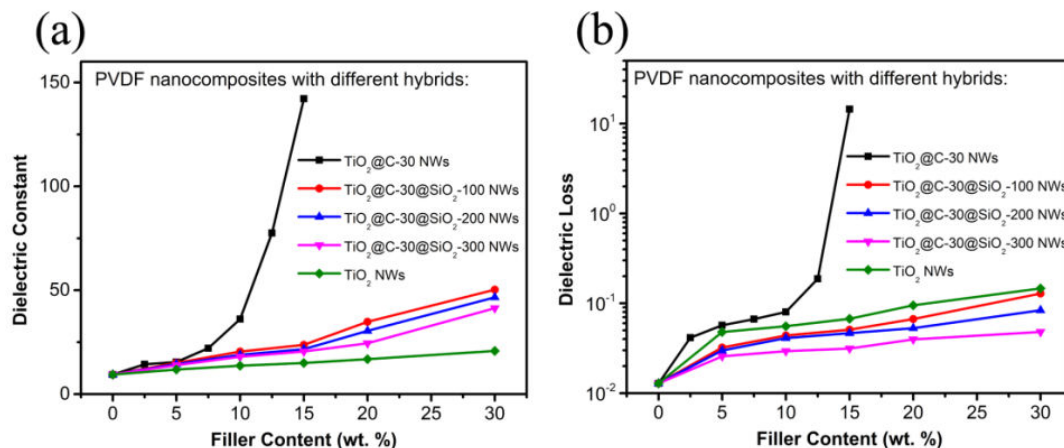 (a)
PVDF nanocomposites with different hybrids:
TiO₂@C-30 NWs
TiO₂@C-30@SiO₂-100 NWs
TiO₂@C-30@SiO₂-200 NWs
TiO₂@C-30@SiO₂-300 NWs
TiO₂ NWs
Dielectric Constant
150
100
50
0
0 5 10 15 20 25 30
Filler Content (wt. %)
(b)
PVDF nanocomposites with different hybrids:
TiO₂@C-30 NWs
TiO₂@C-30@SiO₂-100 NWs
TiO₂@C-30@SiO₂-200 NWs
TiO₂@C-30@SiO₂-300 NWs
TiO₂ NWs
Dielectric Loss
10¹
10⁰
10⁻¹
10⁻²
0 5 10 15 20 25 30
Filler Content (wt. %)